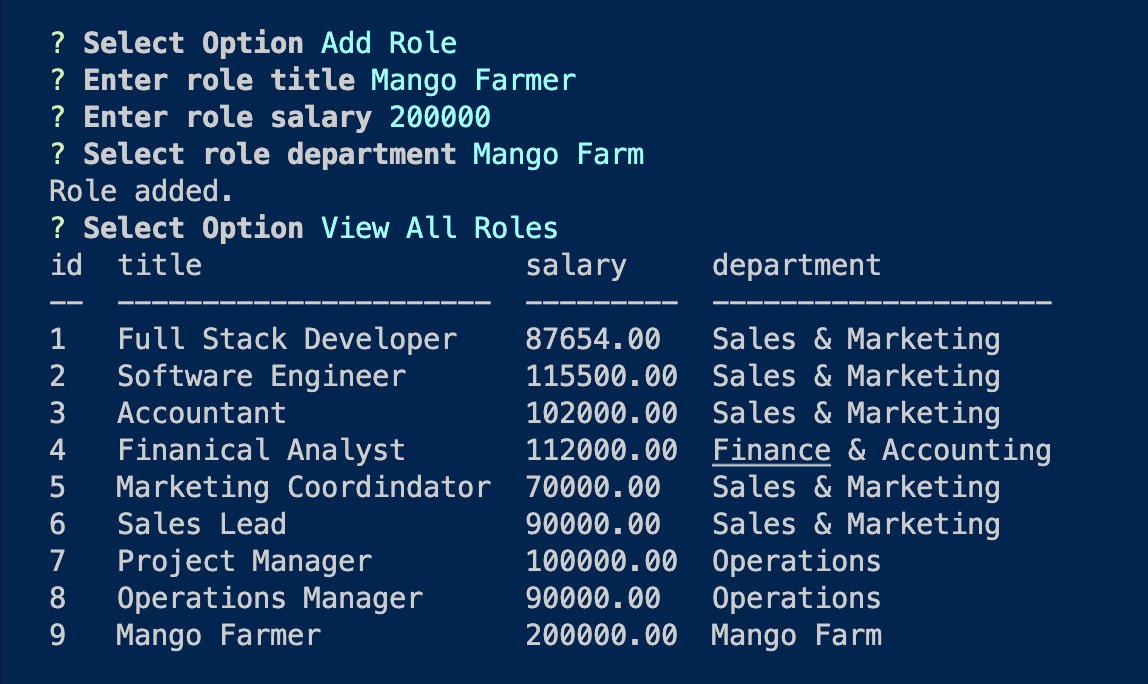 ? Select Option Add Role
? Enter role title Mango Farmer
? Enter role salary 200000
? Select role department Mango Farm
Role added.
? Select Option View All Roles
id  title                   salary     department
--  ----------------------  ---------  --------------------
1   Full Stack Developer    87654.00   Sales & Marketing
2   Software Engineer       115500.00  Sales & Marketing
3   Accountant              102000.00  Sales & Marketing
4   Finanical Analyst       112000.00  Finance & Accounting
5   Marketing Coordindator  70000.00   Sales & Marketing
6   Sales Lead              90000.00   Sales & Marketing
7   Project Manager         100000.00  Operations
8   Operations Manager      90000.00   Operations
9   Mango Farmer            200000.00  Mango Farm